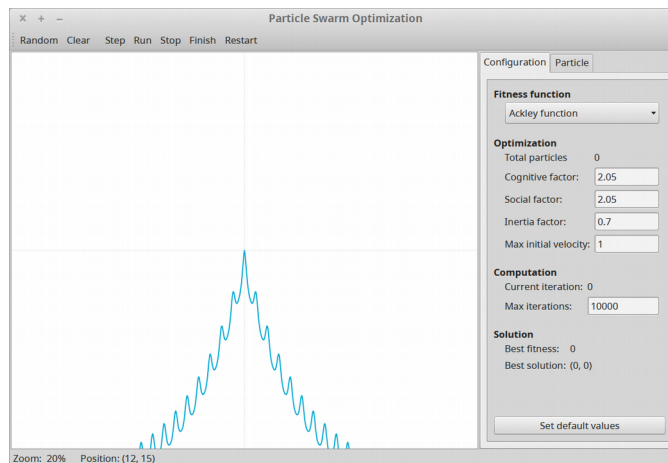 Particle Swarm Optimization
Random Clear Step Run Stop Finish Restart
Configuration Particle
Fitness function
Ackley function
Optimization
Total particles 0
Cognitive factor: 2.05
Social factor: 2.05
Inertia factor: 0.7
Max initial velocity: 1
Computation
Current iteration: 0
Max iterations: 10000
Solution
Best fitness: 0
Best solution: (0, 0)
Set default values
Zoom: 20% Position: (12, 15)